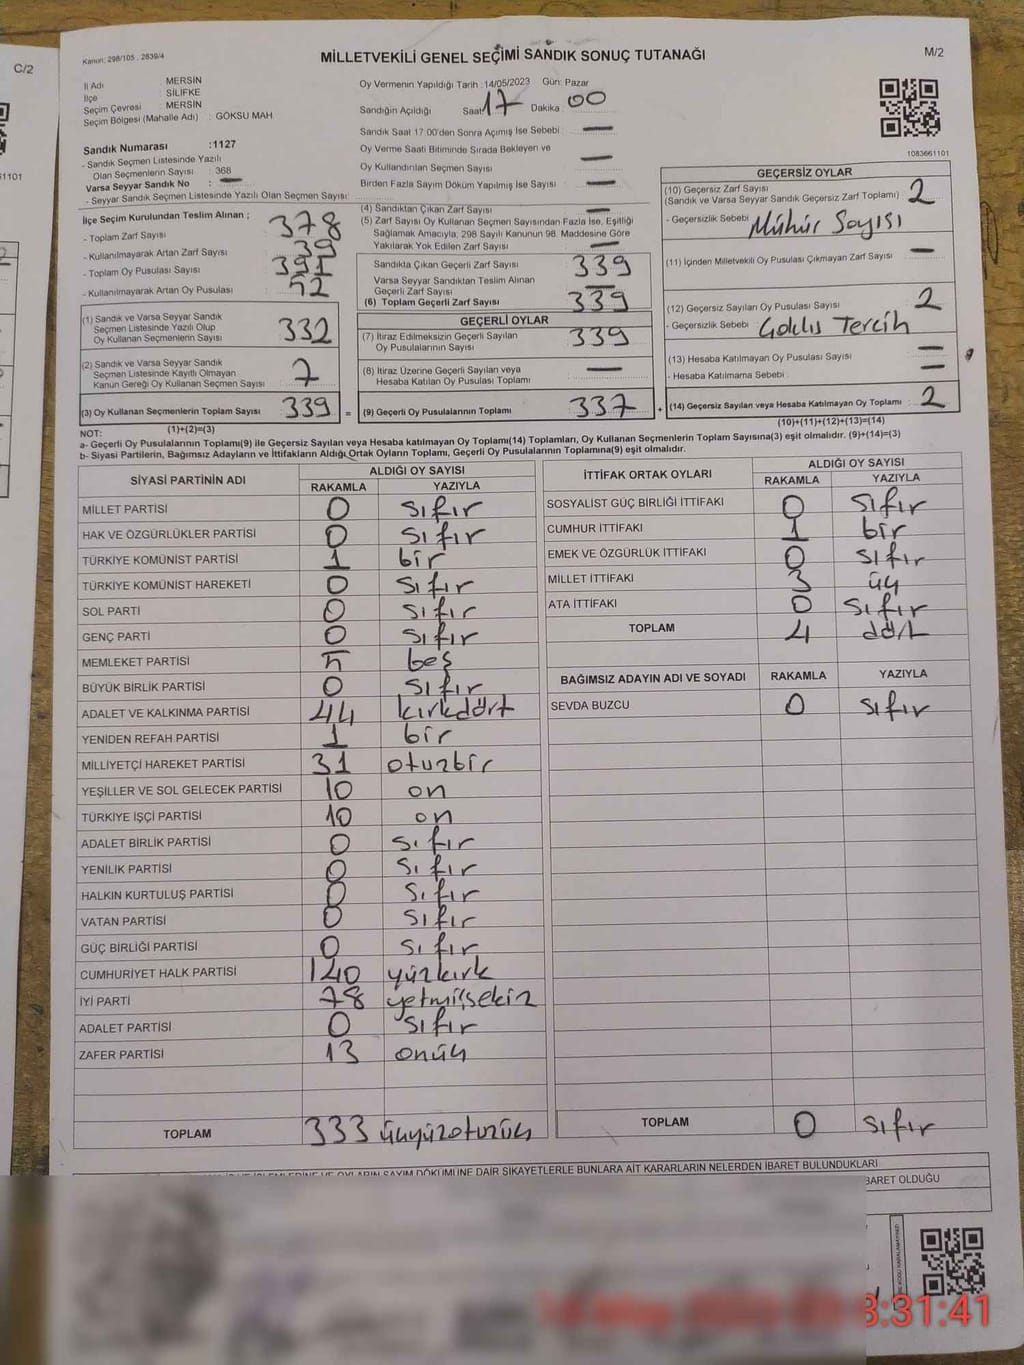 C/2
1101
Kanun: 298/105 , 2839/4
MİLLETVEKİLİ GENEL SEÇİMİ SANDIK SONUÇ TUTANAĞI
M/2
İl Adı : MERSİN
İlçe : SİLİFKE
Seçim Çevresi : MERSİN
Seçim Bölgesi (Mahalle Adı) : GÖKSU MAH
Sandık Numarası :1127
- Sandık Seçmen Listesinde Yazılı
Olan Seçmenlerin Sayısı : 368
Varsa Seyyar Sandık No : —
- Seyyar Sandık Seçmen Listesinde Yazılı Olan Seçmen Sayısı :
İlçe Seçim Kurulundan Teslim Alınan ;
- Toplam Zarf Sayısı : 378
- Kullanılmayarak Artan Zarf Sayısı : 39
- Toplam Oy Pusulası Sayısı : 391
- Kullanılmayarak Artan Oy Pusulası : 52
(1) Sandık ve Varsa Seyyar Sandık
Seçmen Listesinde Yazılı Olup
Oy Kullanan Seçmenlerin Sayısı : 332
(2) Sandık ve Varsa Seyyar Sandık
Seçmen Listesinde Kayıtlı Olmayan
Kanun Gereği Oy Kullanan Seçmen Sayısı : 7
(3) Oy Kullanan Seçmenlerin Toplam Sayısı : 339 =
(1)+(2)=(3)
Oy Vermenin Yapıldığı Tarih :14/05/2023 Gün: Pazar
Sandığın Açıldığı Saat 17 Dakika 00
Sandık Saat 17 00'den Sonra Açımış İse Sebebi : —
Oy Verme Saati Bitiminde Sırada Bekleyen ve
Oy Kullandırılan Seçmen Sayısı : —
Birden Fazla Sayım Döküm Yapılmış İse Sayısı : —
(4) Sandıktan Çıkan Zarf Sayısı : —
(5) Zarf Sayısı Oy Kullanan Seçmen Sayısından Fazla İse, Eşitliği
Sağlamak Amacıyla, 298 Sayılı Kanunun 98. Maddesine Göre
Yakılarak Yok Edilen Zarf Sayısı : —
Sandıkta Çıkan Geçerli Zarf Sayısı : 339
Varsa Seyyar Sandıktan Teslim Alınan
Geçerli Zarf Sayısı : —
(6) Toplam Geçerli Zarf Sayısı : 339
GEÇERLİ OYLAR
(7) İtiraz Edilmeksizin Geçerli Sayılan
Oy Pusulalarının Sayısı : 339
(8) İtiraz Üzerine Geçerli Sayılan veya
Hesaba Katılan Oy Pusulası Toplamı : —
(9) Geçerli Oy Pusulalarının Toplamı : 337 +
1083661101
GEÇERSİZ OYLAR
(10) Geçersiz Zarf Sayısı
(Sandık ve Varsa Seyyar Sandık Geçersiz Zarf Toplamı) : 2
- Geçersizlik Sebebi : Mühür Sayısı
(11) İçinden Milletvekili Oy Pusulası Çıkmayan Zarf Sayısı : —
(12) Geçersiz Sayılan Oy Pusulası Sayısı : 2
- Geçersizlik Sebebi Tercih
(13) Hesaba Katılmayan Oy Pusulası Sayısı : —
- Hesaba Katılmama Sebebi : —
(14) Geçersiz Sayılan veya Hesaba Katılmayan Oy Toplamı : 2
(10)+(11)+(12)+(13)=(14)
NOT:
a- Geçerli Oy Pusulalarının Toplamı(9) ile Geçersiz Sayılan veya Hesaba katılmayan Oy Toplamı(14) Toplamları, Oy Kullanan Seçmenlerin Toplam Sayısına(3) eşit olmalıdır. (9)+(14)=(3)
b- Siyasi Partilerin, Bağımsız Adayların ve İttifakların Aldığı Ortak Oyların Toplamı, Geçerli Oy Pusulalarının Toplamına(9) eşit olmalıdır.
SİYASİ PARTİNİN ADI ALDIĞI OY SAYISI
RAKAMLA YAZIYLA
MİLLET PARTİSİ 0 sıfır
HAK VE ÖZGÜRLÜKLER PARTİSİ 0 sıfır
TÜRKİYE KOMÜNİST PARTİSİ 1 bir
TÜRKİYE KOMÜNİST HAREKETİ 0 sıfır
SOL PARTİ 0 sıfır
GENÇ PARTİ 0 sıfır
MEMLEKET PARTİSİ 5 beş
BÜYÜK BİRLİK PARTİSİ 0 sıfır
ADALET VE KALKINMA PARTİSİ 44 kırkdört
YENİDEN REFAH PARTİSİ 1 bir
MİLLİYETÇİ HAREKET PARTİSİ 31 otuzbir
YEŞİLLER VE SOL GELECEK PARTİSİ 10 on
TÜRKİYE İŞÇİ PARTİSİ 10 on
ADALET BİRLİK PARTİSİ 0 sıfır
YENİLİK PARTİSİ 0 sıfır
HALKIN KURTULUŞ PARTİSİ 0 sıfır
VATAN PARTİSİ 0 sıfır
GÜÇ BİRLİĞİ PARTİSİ 0 sıfır
CUMHURİYET HALK PARTİSİ 140 yüzkırk
İYİ PARTİ 78 yetmişsekiz
ADALET PARTİSİ 0 sıfır
ZAFER PARTİSİ 13 onüç
TOPLAM 333 üçyüzotuzüç
İTTİFAK ORTAK OYLARI ALDIĞI OY SAYISI
RAKAMLA YAZIYLA
SOSYALİST GÜÇ BİRLİĞİ İTTİFAKI 0 sıfır
CUMHUR İTTİFAKI 1 bir
EMEK VE ÖZGÜRLÜK İTTİFAKI 0 sıfır
MİLLET İTTİFAKI 3 üç
ATA İTTİFAKI 0 sıfır
TOPLAM 4 dört
BAĞIMSIZ ADAYIN ADI VE SOYADI RAKAMLA YAZIYLA
SEVDA BUZCU 0 sıfır
TOPLAM 0 sıfır
SAYIM DÖKÜMÜNE DAİR ŞİKAYETLERLE BUNLARA AİT KARARLARIN NELERDEN İBARET BULUNDUKLARI
BARET OLDUĞU
8:31:41